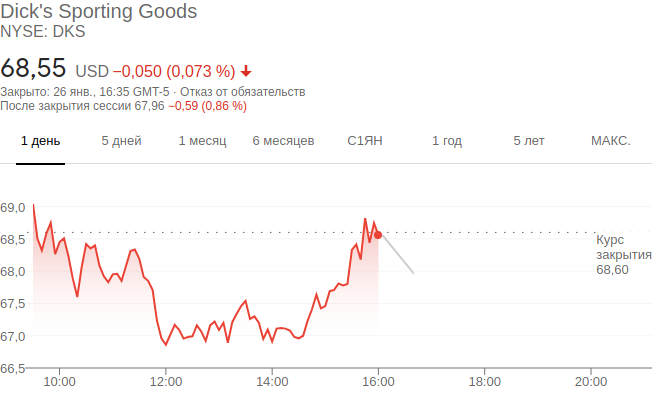 Dick's Sporting Goods
NYSE: DKS
68,55 USD −0,050 (0,073 %)
Закрыто: 26 янв., 16:35 GMT-5 · Отказ от обязательств
После закрытия сессии 67,96 −0,59 (0,86 %)
1 день 5 дней 1 месяц 6 месяцев С1ЯН 1 год 5 лет МАКС.
69,0
68,5
68,0
67,5
67,0
66,5
Курс
закрытия
68,60
10:00 12:00 14:00 16:00 18:00 20:00